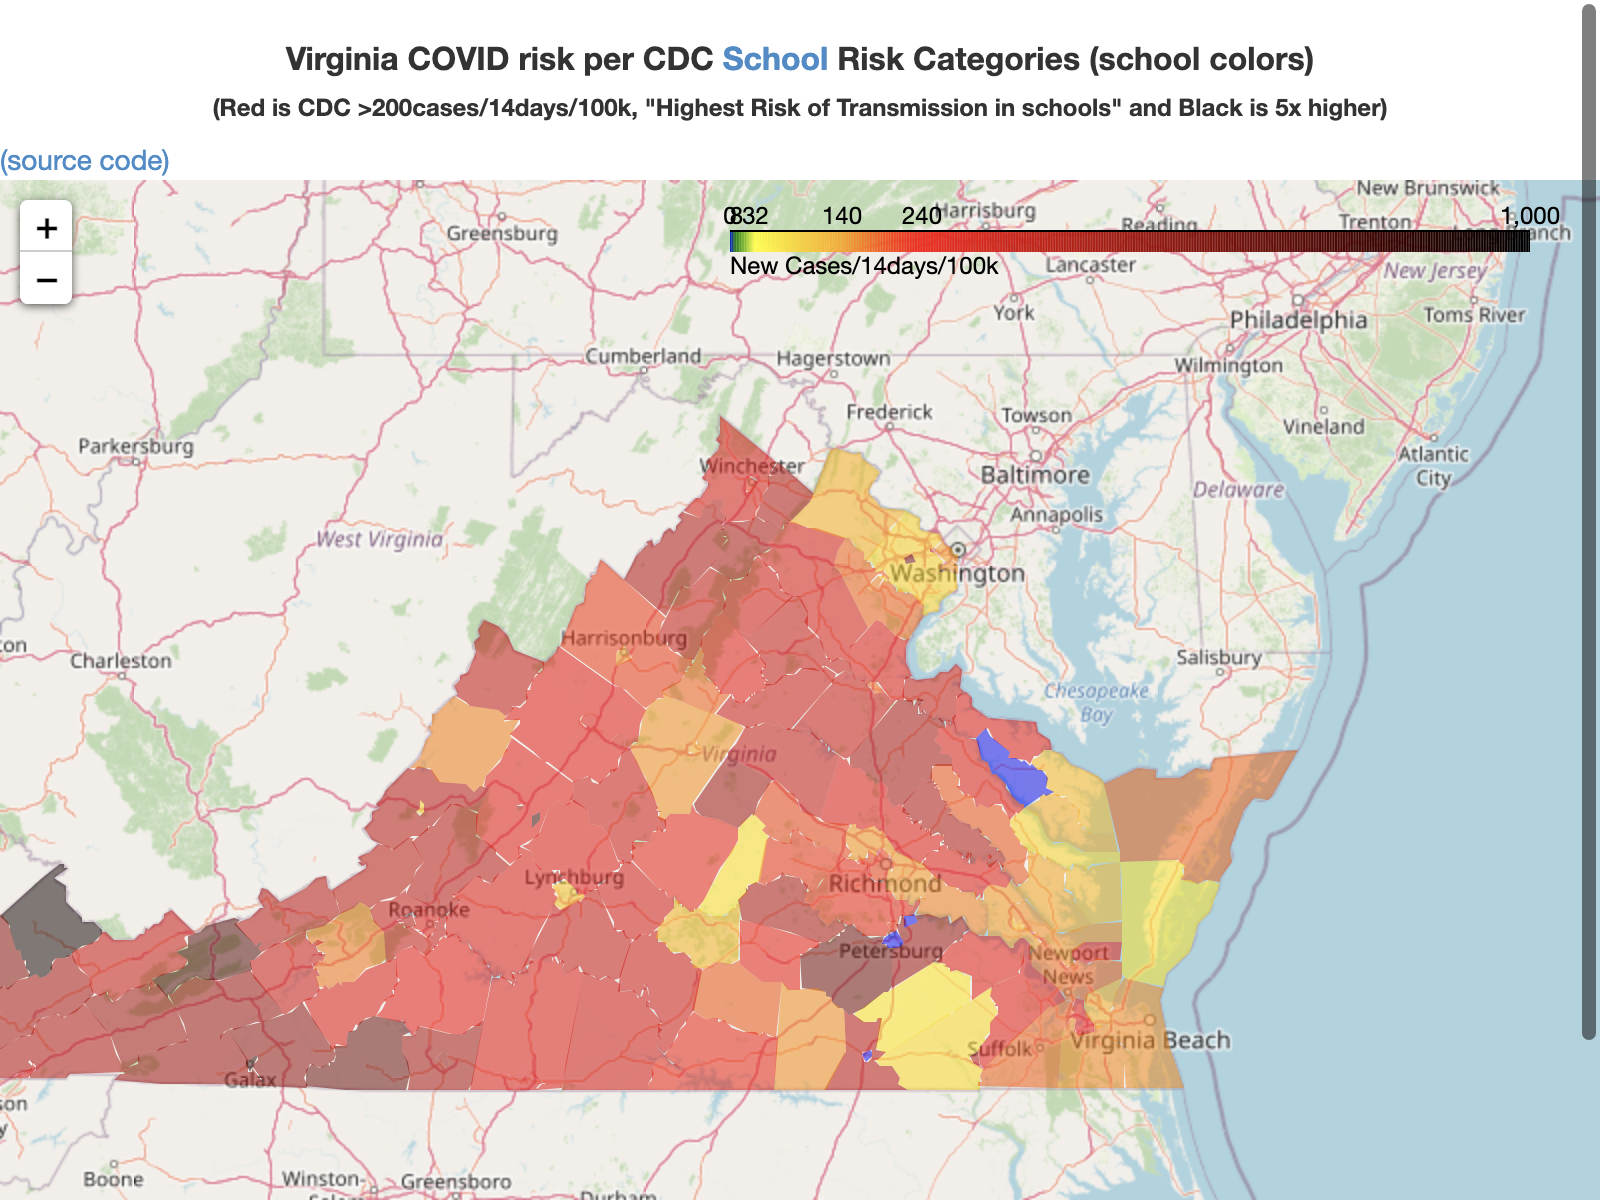 Virginia COVID risk per CDC School Risk Categories (school colors)
(Red is CDC >200cases/14days/100k, "Highest Risk of Transmission in schools" and Black is 5x higher)
(source code)
+
−
0
8
32
140
240
1,000
New Cases/14days/100k
New Brunswick
Harrisburg
Reading
Trenton
Greensburg
Lancaster
New Jersey
York
Philadelphia
Toms River
Cumberland
Hagerstown
Wilmington
Frederick
Towson
Vineland
Parkersburg
Winchester
Baltimore
Atlantic
City
Delaware
Annapolis
West Virginia
Washington
Harrisonburg
Charleston
Salisbury
Chesapeake
Bay
Virginia
Lynchburg
Richmond
Roanoke
Petersburg
Newport
News
Suffolk
Virginia Beach
Galax
Boone
Winston-
Salem
Greensboro
Durham